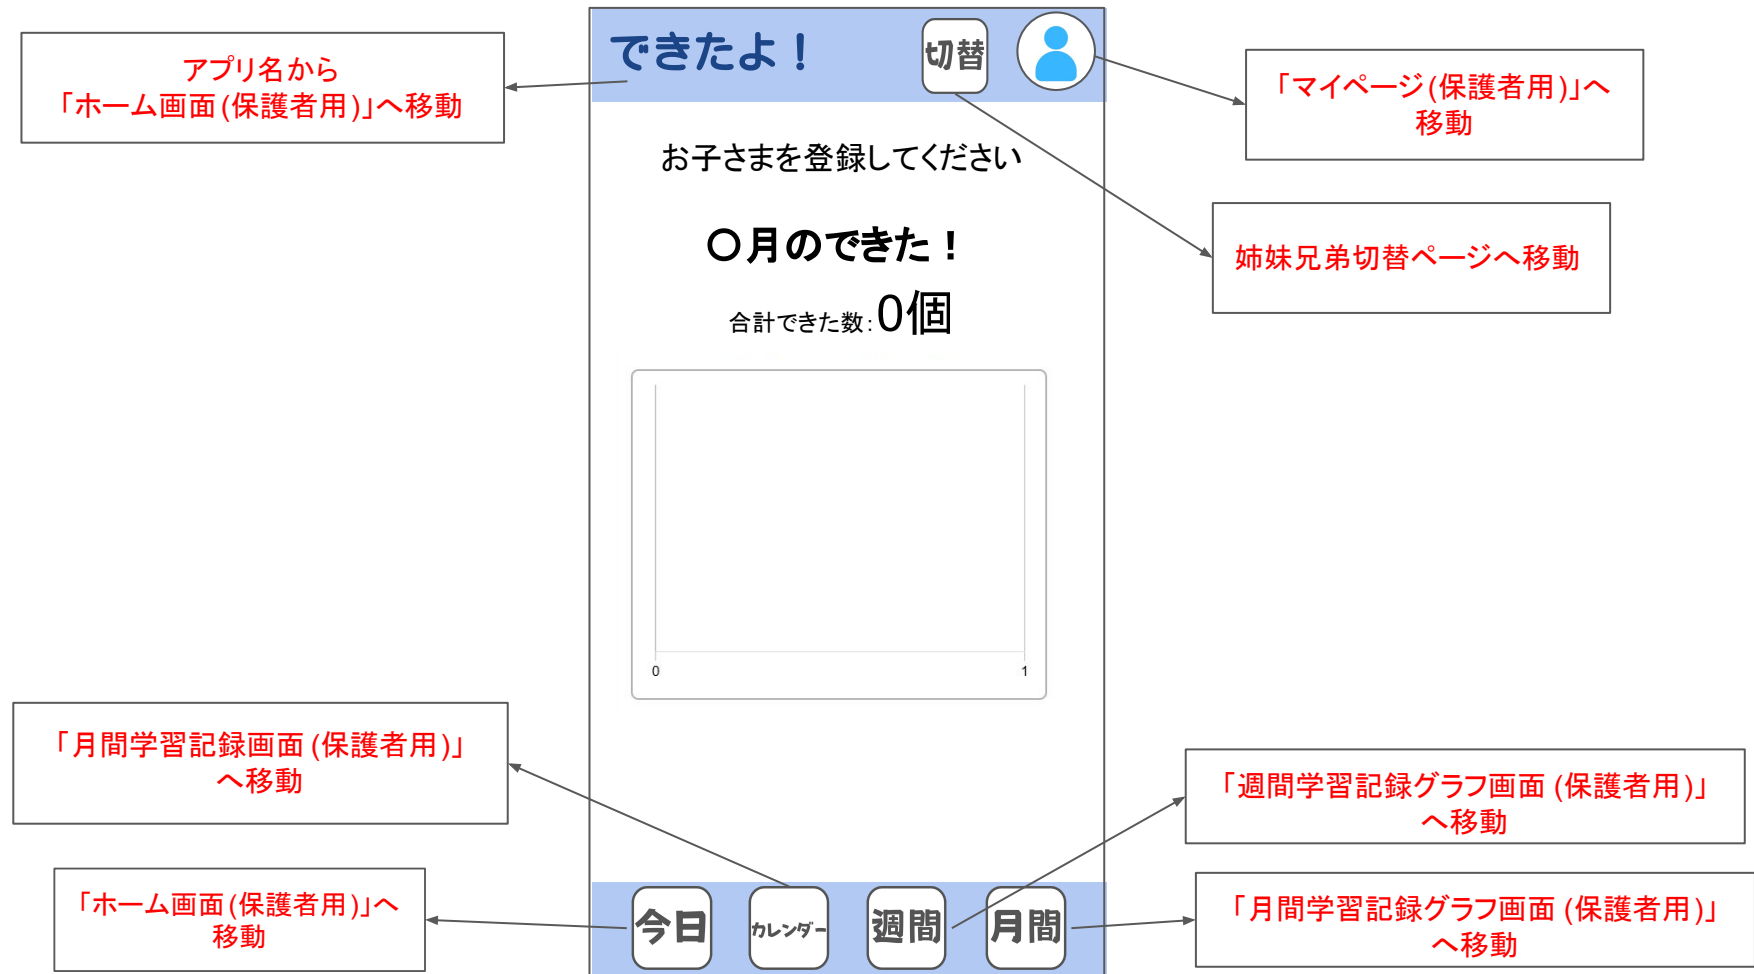 できたよ！
切替
アプリ名から
「ホーム画面(保護者用)」へ移動
「マイページ(保護者用)」へ
移動
お子さまを登録してください
姉妹兄弟切替ページへ移動
〇月のできた！
合計できた数：0個
0
1
「月間学習記録画面(保護者用)」
へ移動
「週間学習記録グラフ画面(保護者用)」
へ移動
「ホーム画面(保護者用)」へ
移動
今日
カレンダー
週間
月間
「月間学習記録グラフ画面(保護者用)」
へ移動